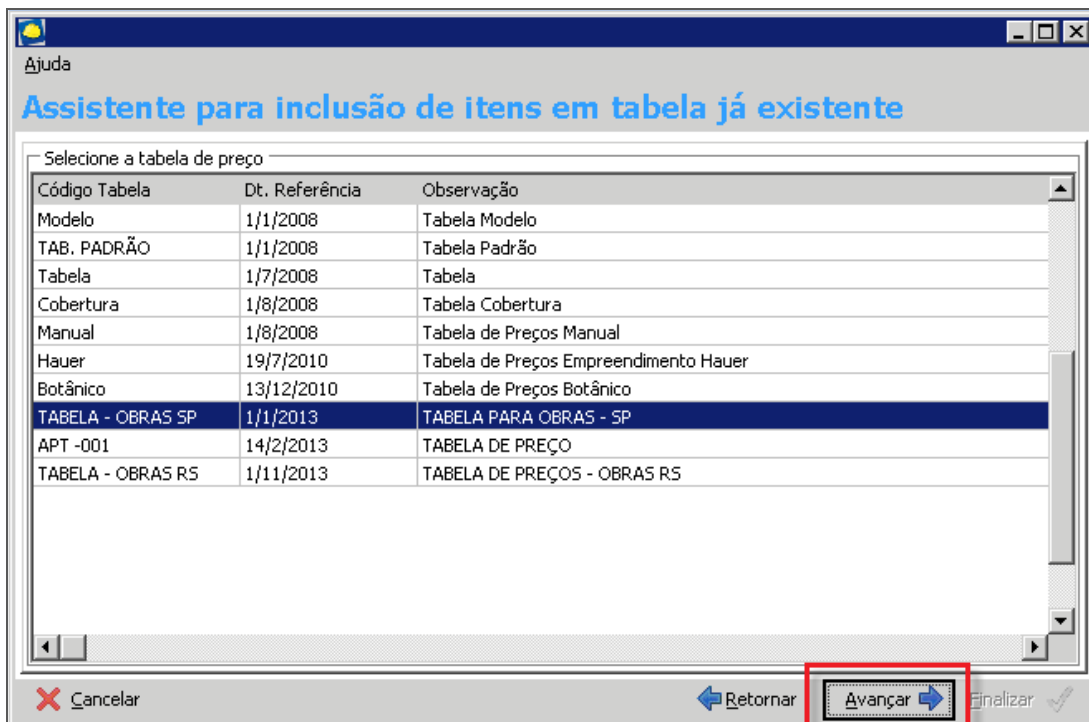 Ajuda
Assistente para inclusão de itens em tabela já existente
Selecione a tabela de preço
Código Tabela Dt. Referência Observação
Modelo 1/1/2008 Tabela Modelo
TAB. PADRÃO 1/1/2008 Tabela Padrão
Tabela 1/7/2008 Tabela
Cobertura 1/8/2008 Tabela Cobertura
Manual 1/8/2008 Tabela de Preços Manual
Hauer 19/7/2010 Tabela de Preços Empreendimento Hauer
Botânico 13/12/2010 Tabela de Preços Botânico
TABELA - OBRAS SP 1/1/2013 TABELA PARA OBRAS - SP
APT -001 14/2/2013 TABELA DE PREÇO
TABELA - OBRAS RS 1/11/2013 TABELA DE PREÇOS - OBRAS RS
Cancelar Retornar Avançar Finalizar